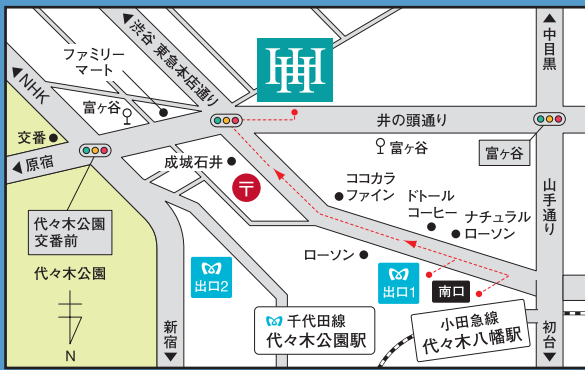 ファミリー
マート
渋谷 東急本店通り
中目黒
NHK
富ヶ谷
井の頭通り
交番
原宿
富ヶ谷
富ヶ谷
成城石井
〒
ココカラ
ファイン
ドトール
コーヒー
ナチュラル
ローソン
山手通り
代々木公園
交番前
代々木公園
ローソン
出口2
出口1
南口
N
新宿
千代田線
代々木公園駅
小田急線
代々木八幡駅
初台